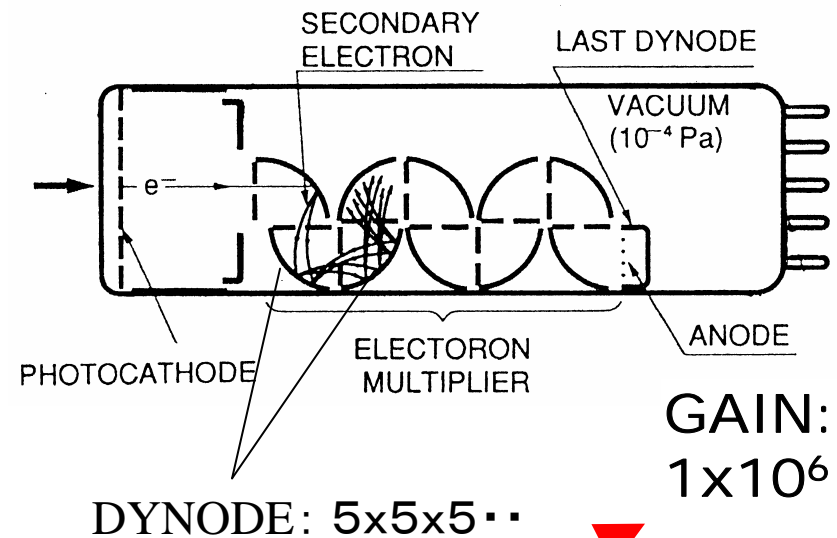 SECONDARY
ELECTRON
LAST DYNODE
VACUUM
(10⁻⁴ Pa)
e⁻
PHOTOCATHODE
ELECTORON
MULTIPLIER
ANODE
GAIN:
1x10⁶
DYNODE: 5x5x5··